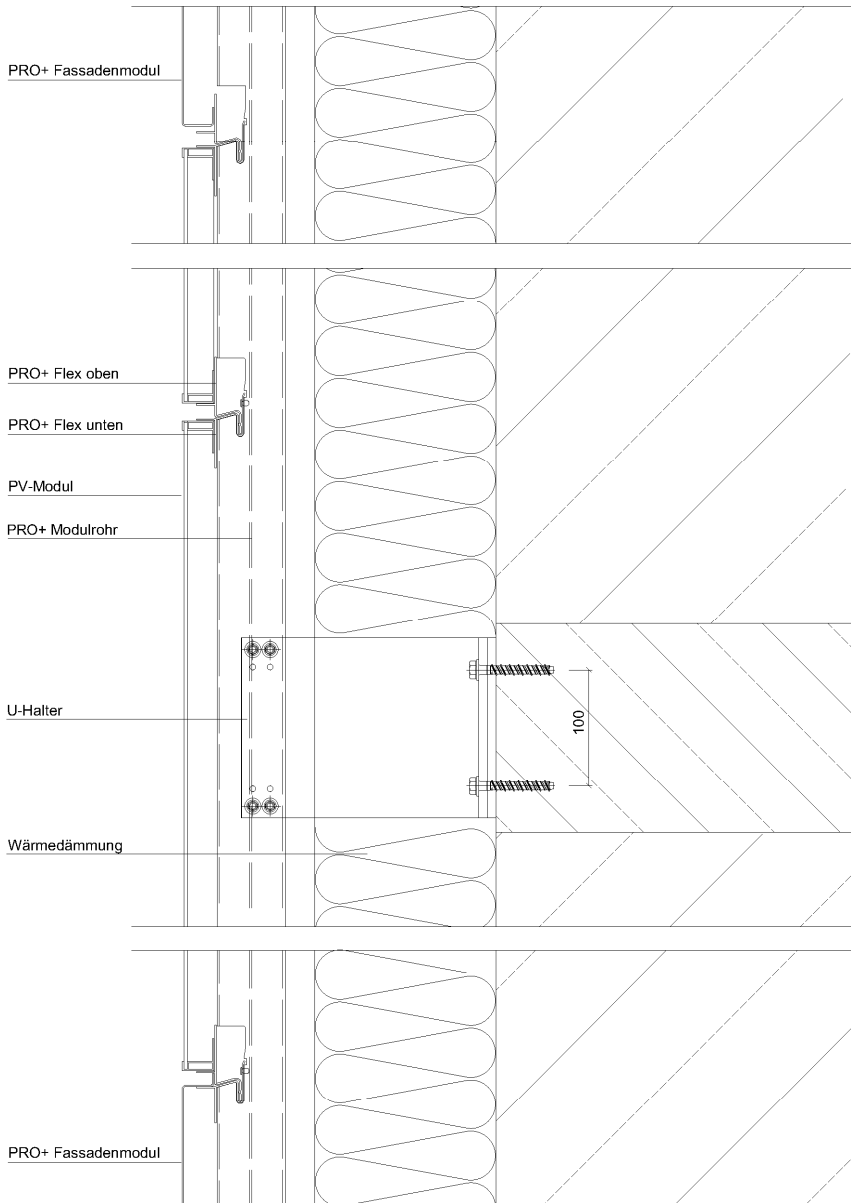 PRO+ Fassadenmodul
PRO+ Flex oben
PRO+ Flex unten
PV-Modul
PRO+ Modulrohr
U-Halter
100
Wärmedämmung
PRO+ Fassadenmodul